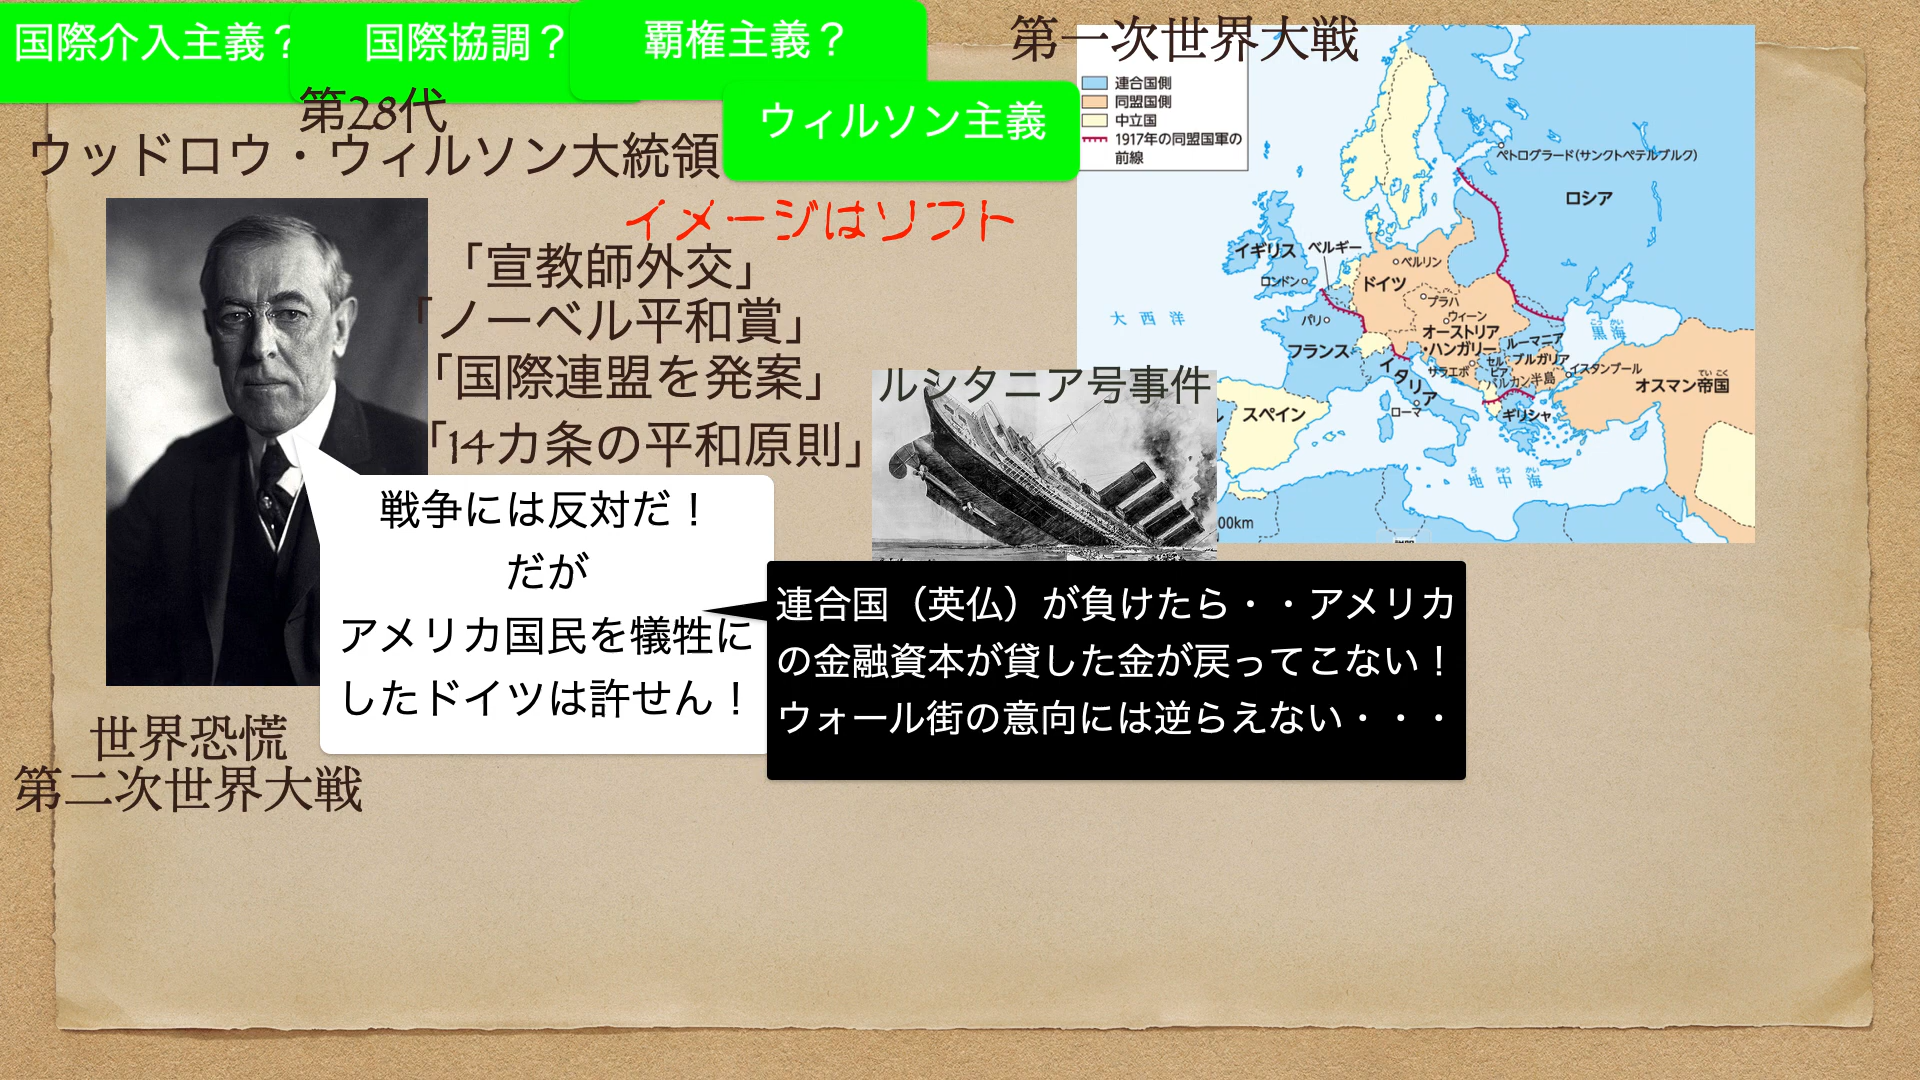 国際介入主義？
国際協調？
覇権主義？
ウィルソン主義
第28代
ウッドロウ・ウィルソン大統領
イメージはソフト
「宣教師外交」
「ノーベル平和賞」
「国際連盟を発案」
「14カ条の平和原則」
戦争には反対だ！
だが
アメリカ国民を犠牲に
したドイツは許せん！
世界恐慌
第二次世界大戦
第一次世界大戦
連合国側
同盟国側
中立国
1917年の同盟国軍の
前線
ペトログラード(サンクトペテルブルク)
ロシア
イギリス
ベルギー
ロンドン
ベルリン
ドイツ
プラハ
パリ
ウィーン
オーストリア
・ハンガリー
フランス
ルーマニア
セル
ビア
ブルガリア
サラエボ
バルカン半島
イスタンブール
イタリア
ローマ
ギリシャ
スペイン
こっ かい
黒海
てい こく
オスマン帝国
大西洋
ち ちゅう かい
地中海
00km
ルシタニア号事件
連合国（英仏）が負けたら・・アメリカ
の金融資本が貸した金が戻ってこない！
ウォール街の意向には逆らえない・・・